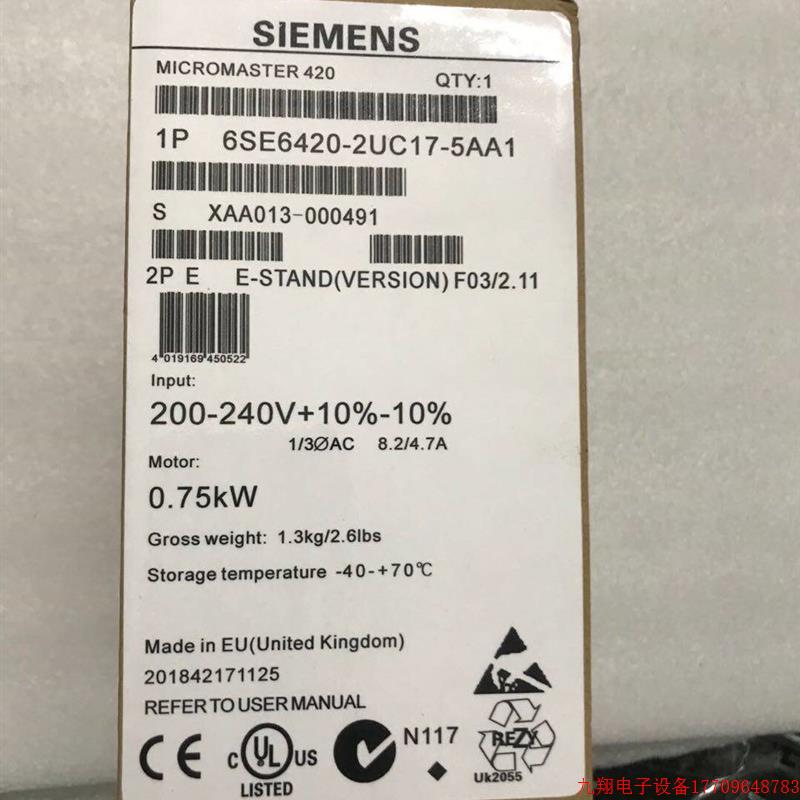 SIEMENS
MICROMASTER 420 QTY:1
1P 6SE6420-2UC17-5AA1
S XAA013-000491
2P E E-STAND(VERSION) F03/2.11
4 019169 450522
Input:
200-240V+10%-10%
1/3∅AC 8.2/4.7A
Motor:
0.75kW
Gross weight: 1.3kg/2.6lbs
Storage temperature -40-+70℃
Made in EU(United Kingdom)
201842171125
REFER TO USER MANUAL
CE C UL US LISTED N117 REZY Uk2055
九翔电子设备17709648783